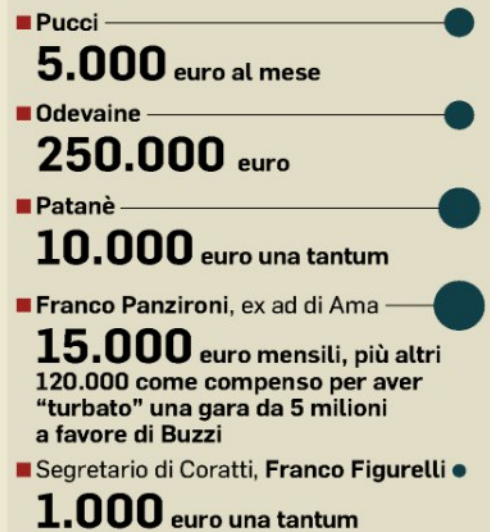 Pucci
5.000 euro al mese
Odevaine
250.000 euro
Patanè
10.000 euro una tantum
Franco Panzironi, ex ad di Ama
15.000 euro mensili, più altri
120.000 come compenso per aver
“turbato” una gara da 5 milioni
a favore di Buzzi
Segretario di Coratti, Franco Figurelli
1.000 euro una tantum